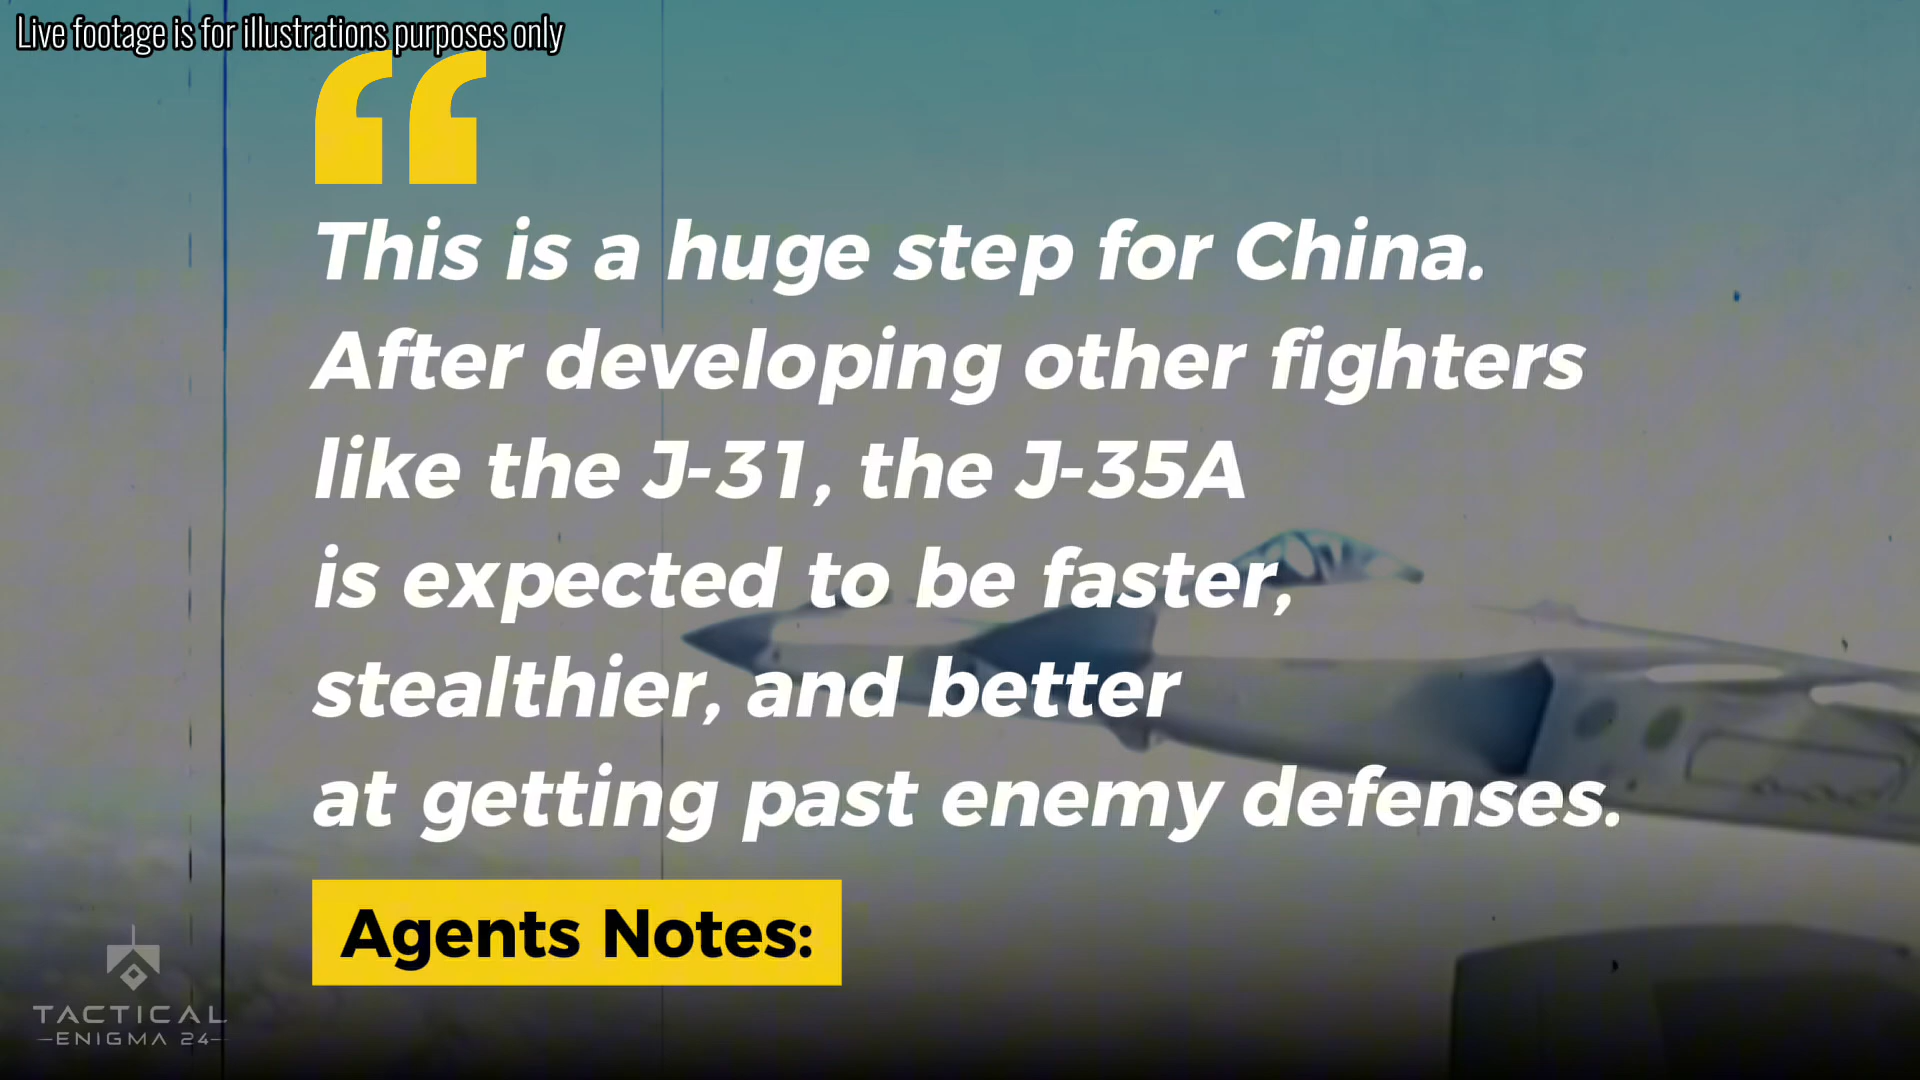 Live footage is for illustrations purposes only
“
This is a huge step for China.
After developing other fighters
like the J-31, the J-35A
is expected to be faster,
stealthier, and better
at getting past enemy defenses.
Agents Notes:
TACTICAL
ENIGMA 24